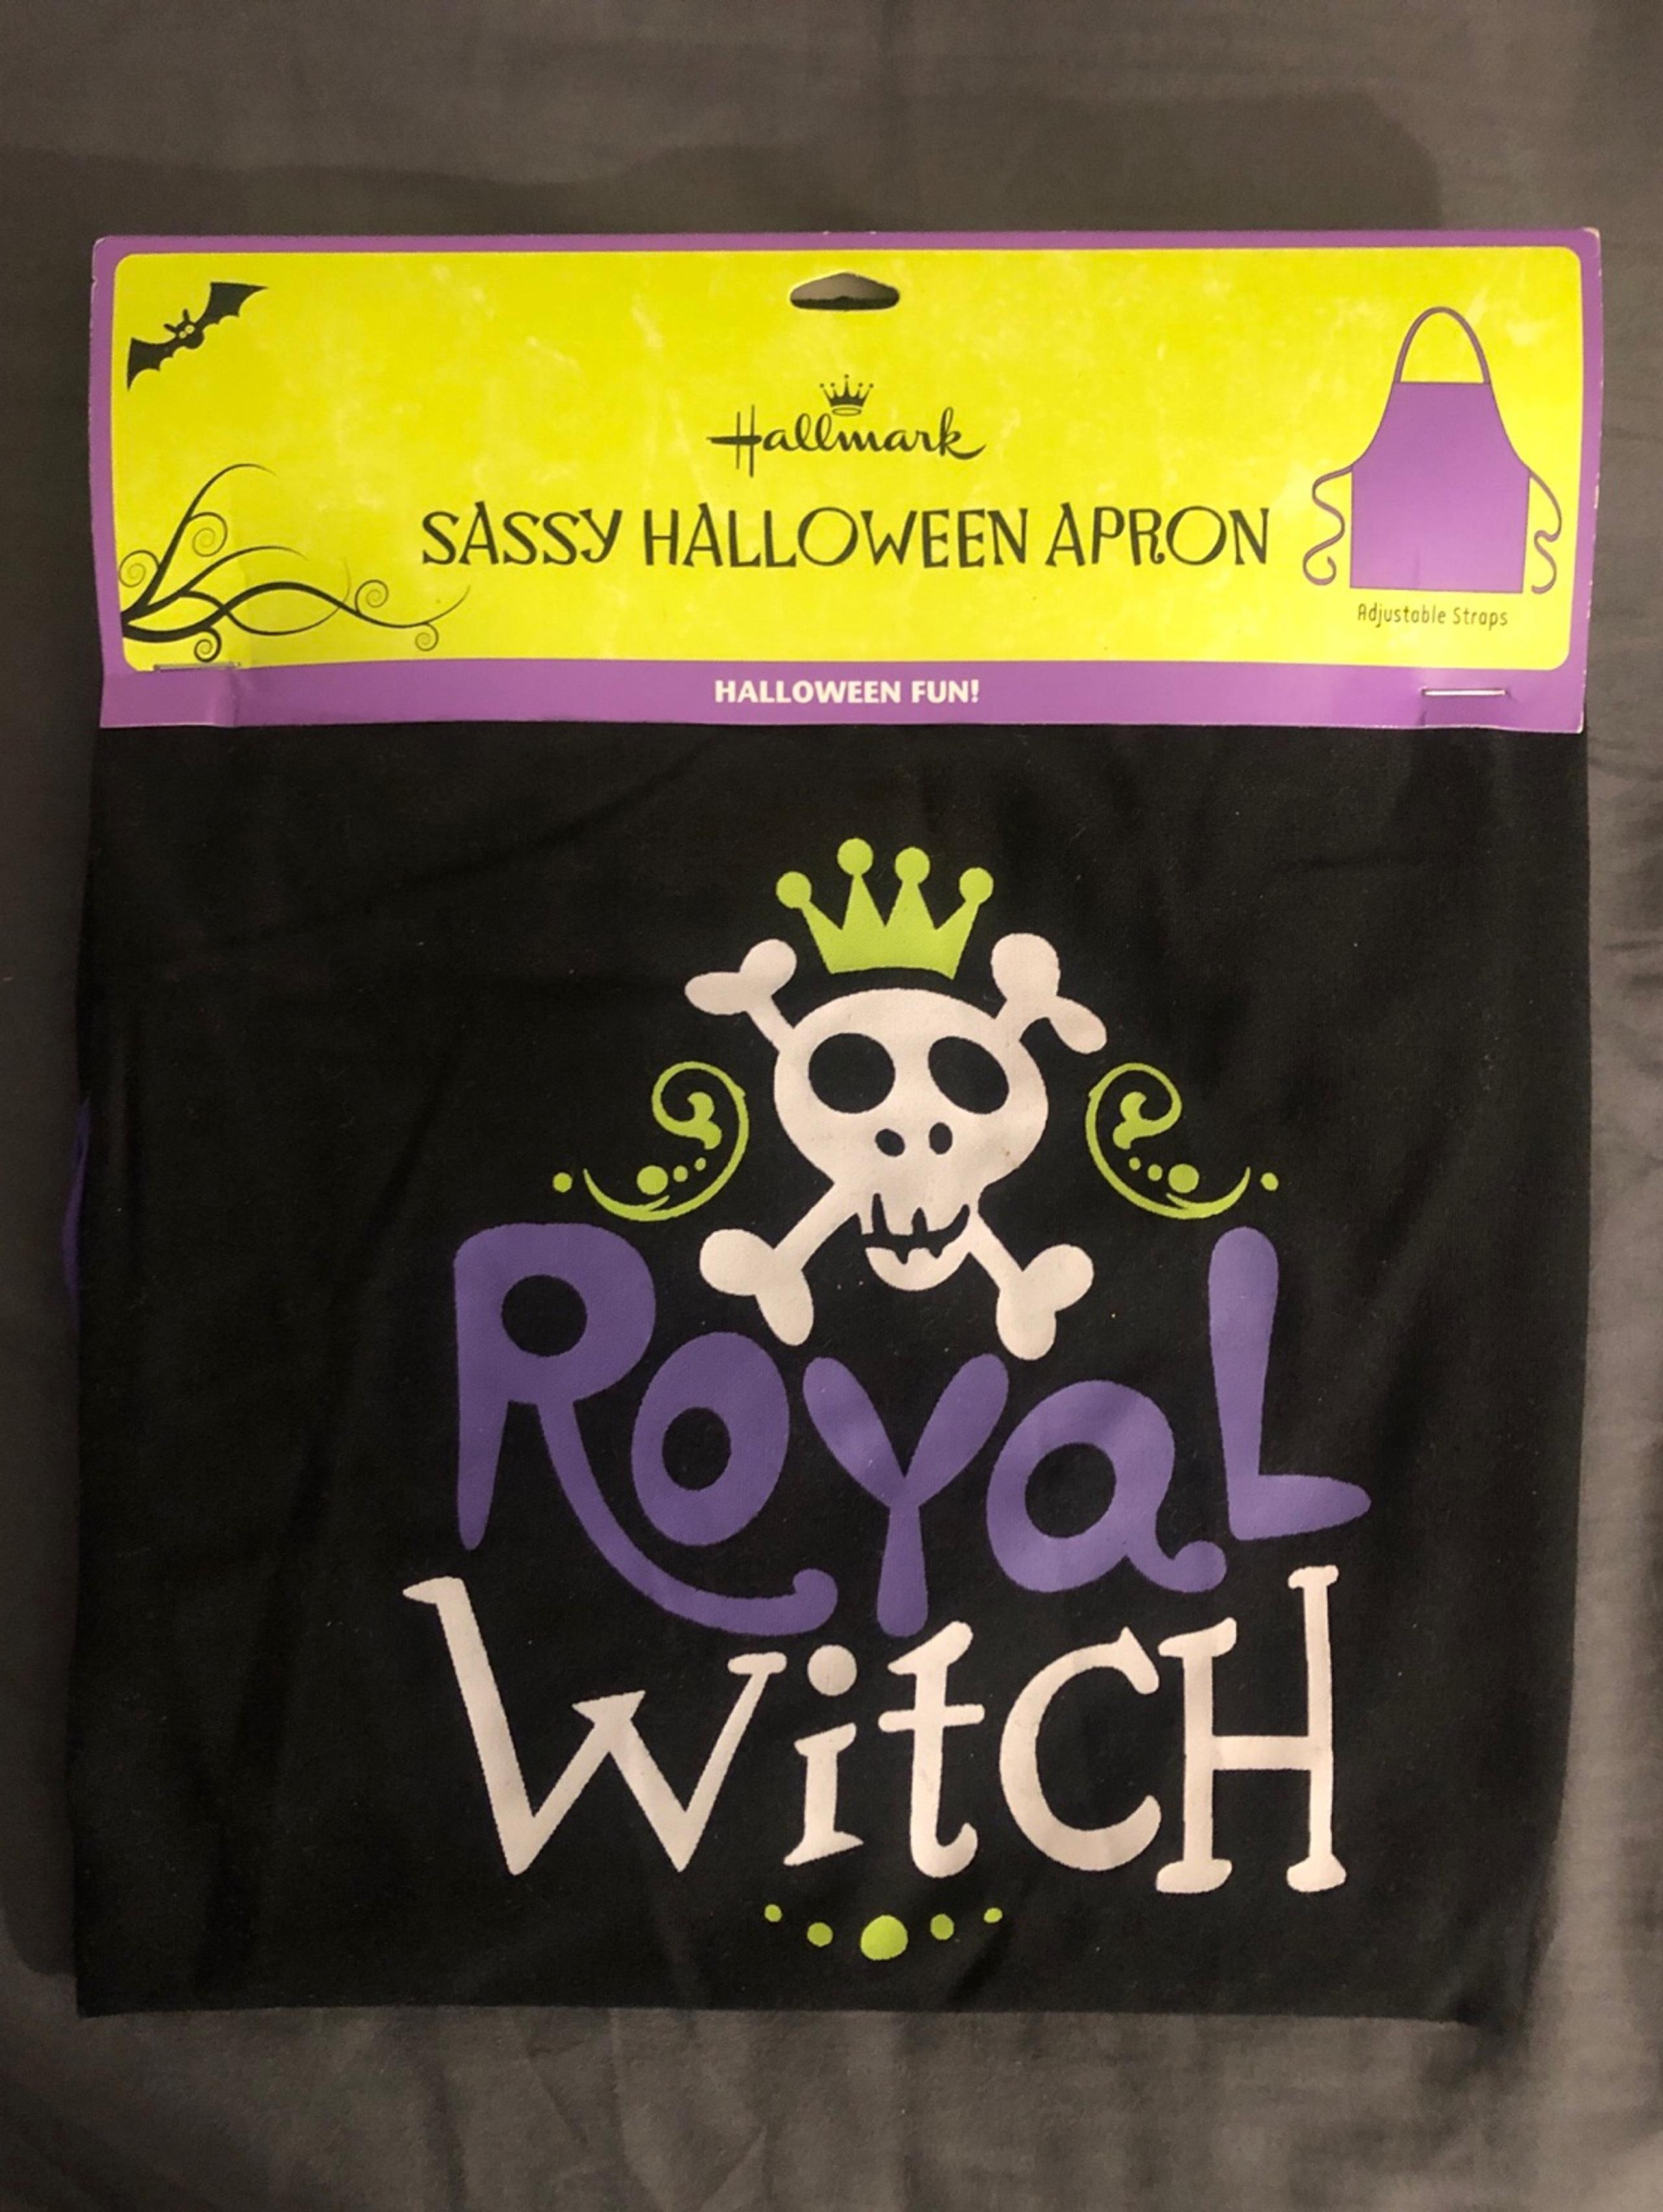 Hallmark
SASSY HALLOWEEN APRON
Adjustable Straps
HALLOWEEN FUN!
Royal
WitCH